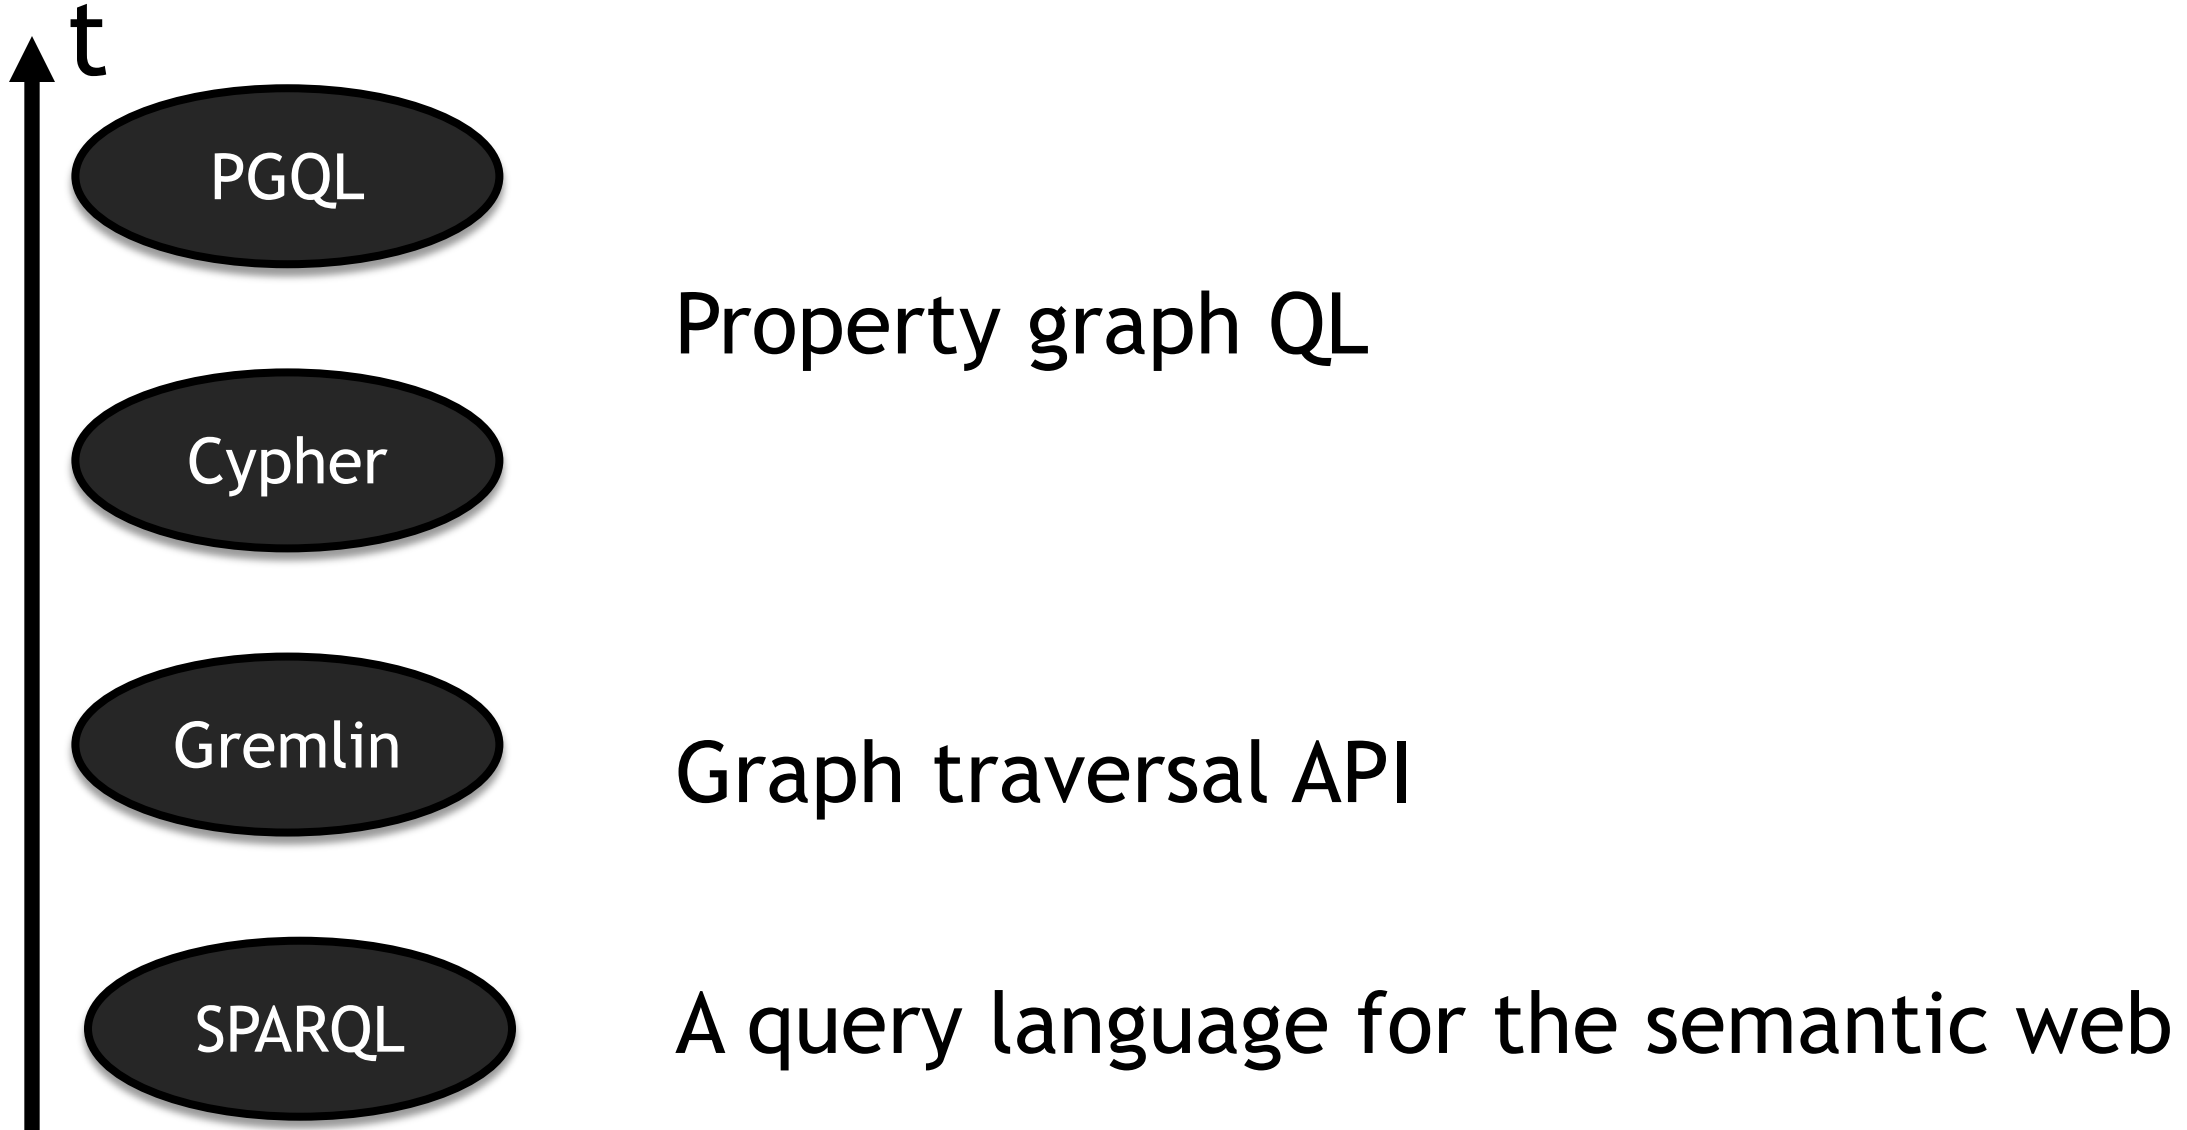 t
PGQL
Property graph QL
Cypher
Gremlin
Graph traversal API
SPARQL
A query language for the semantic web